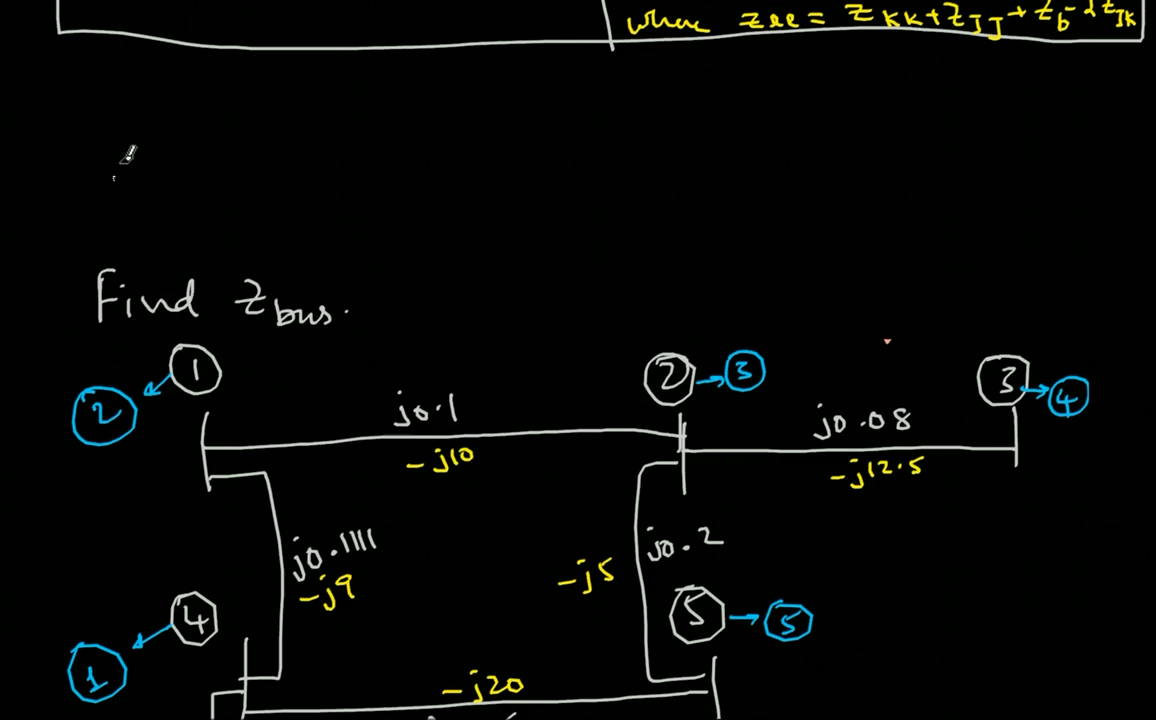 where Zee = ZKK + ZJJ + Zb - 2ZJK
Find Zbus.
1 2 2 3 3 4
j0.1 j0.08
-j10 -j12.5
j0.1111 j0.2
-j9 -j5
4 5 5
1
-j20